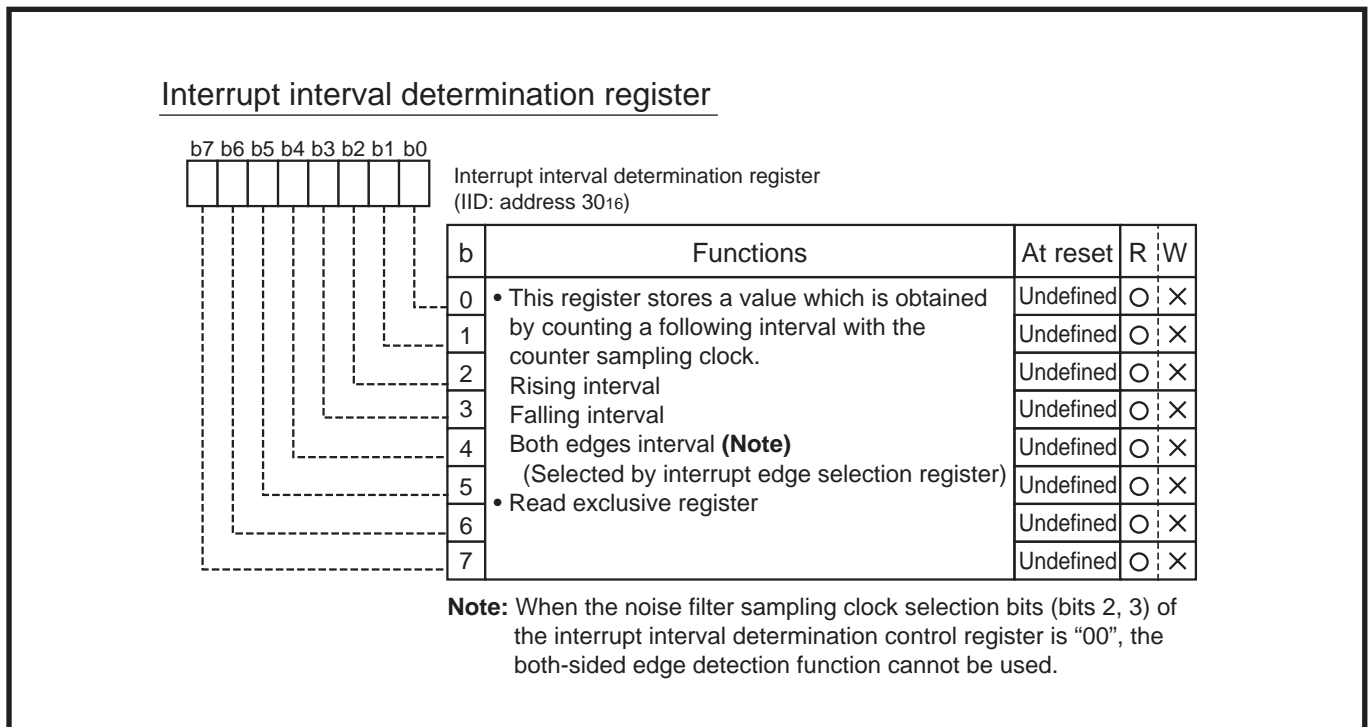 Interrupt interval determination register
b7 b6 b5 b4 b3 b2 b1 b0
Interrupt interval determination register
(IID: address 3016)
b Functions At reset R W
0 • This register stores a value which is obtained Undefined ○ ×
1 by counting a following interval with the Undefined ○ ×
counter sampling clock.
2 Rising interval Undefined ○ ×
3 Falling interval Undefined ○ ×
4 Both edges interval (Note) Undefined ○ ×
(Selected by interrupt edge selection register)
5 • Read exclusive register Undefined ○ ×
6 Undefined ○ ×
7 Undefined ○ ×
Note: When the noise filter sampling clock selection bits (bits 2, 3) of
the interrupt interval determination control register is “00”, the
both-sided edge detection function cannot be used.